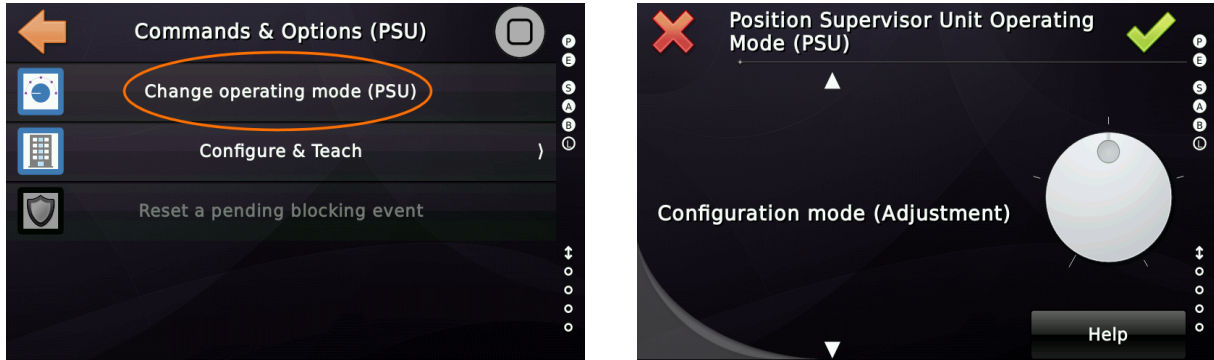 Commands & Options (PSU)
Change operating mode (PSU)
Configure & Teach
Reset a pending blocking event
P
E
S
A
B
L
Position Supervisor Unit Operating
Mode (PSU)
Configuration mode (Adjustment)
Help
P
E
S
A
B
L